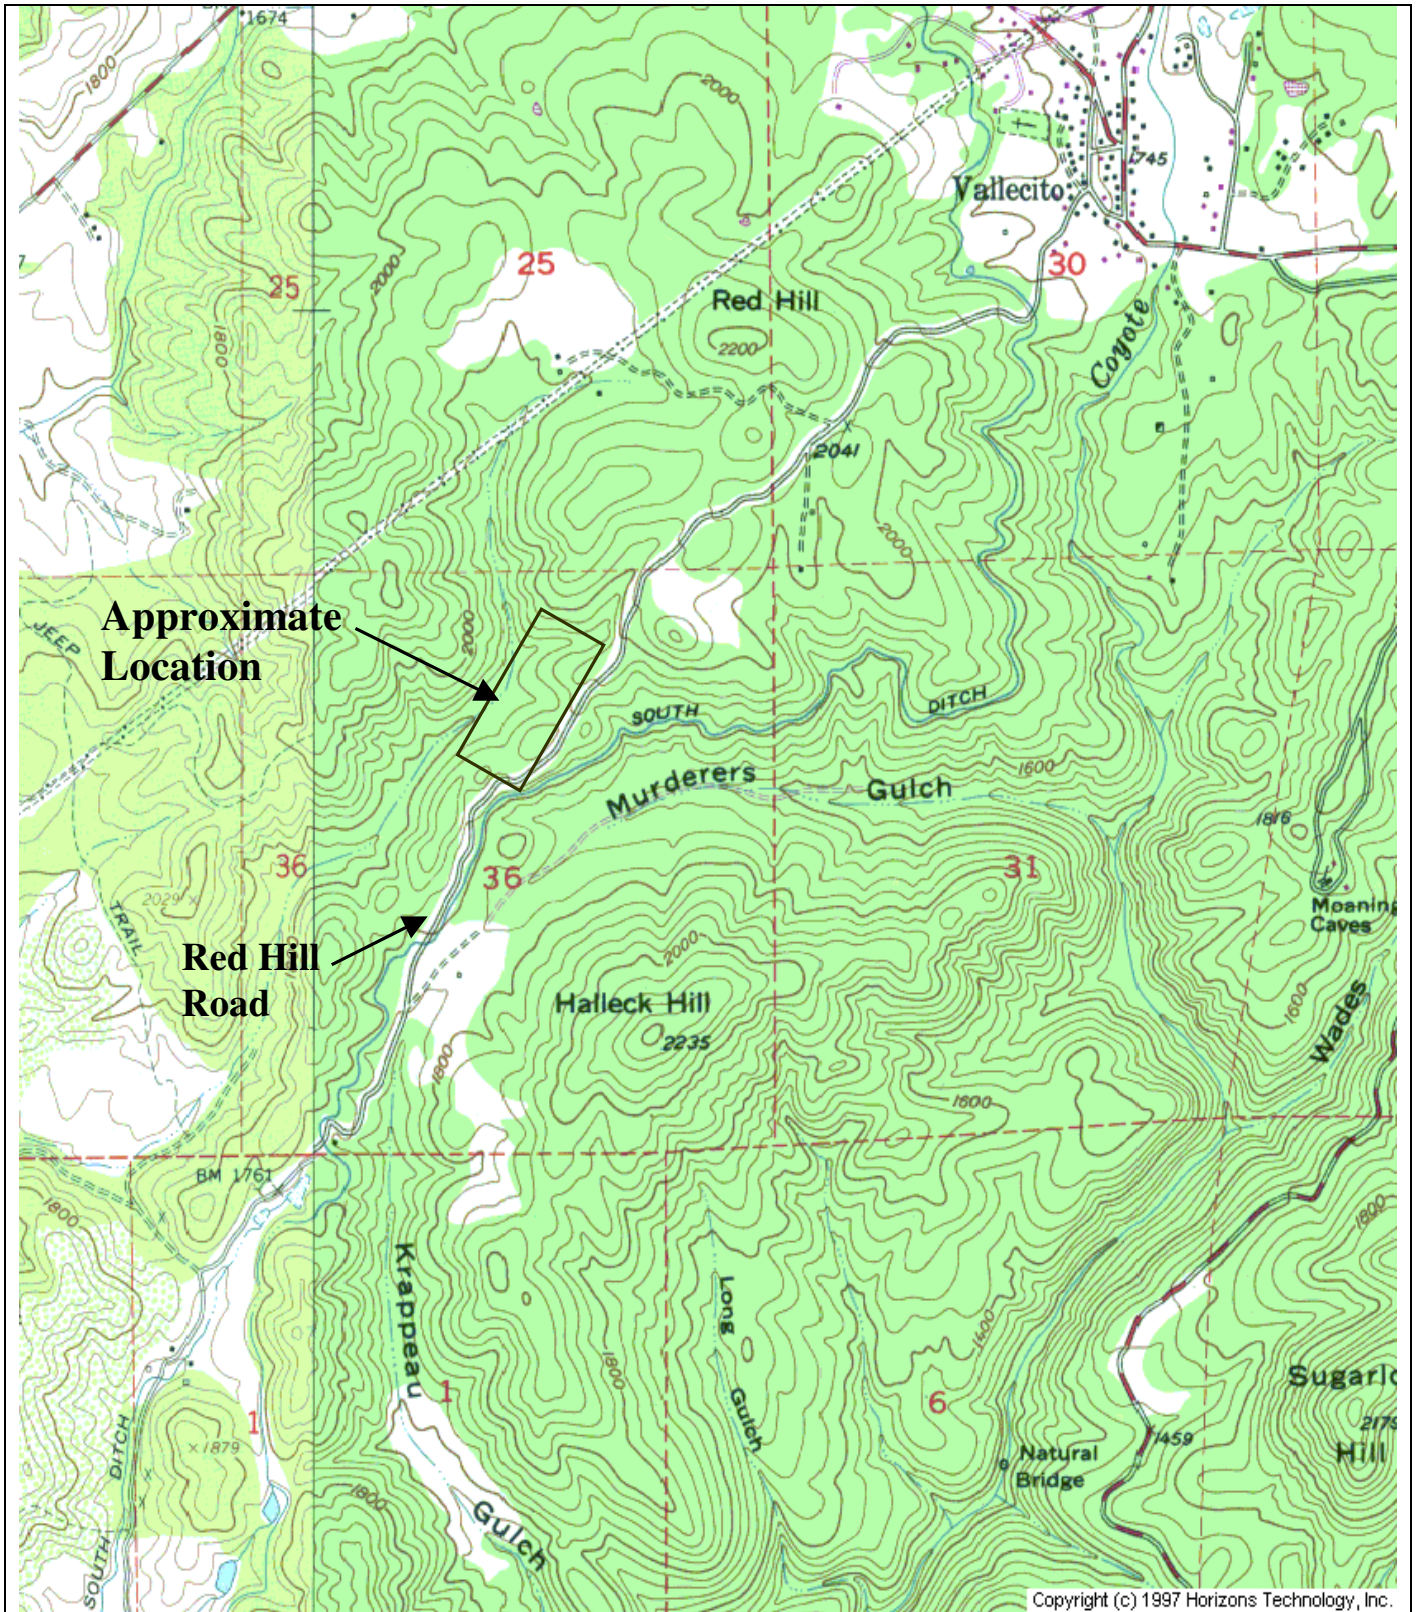 1674
1800
2000
1745
Vallecito
25
25
30
2000
Red Hill
2200
1800
Coyote
2041
2000
Approximate
Location
2000
JEEP
SOUTH
DITCH
Murderers
Gulch
1600
1816
36
36
31
2029
TRAIL
Moaning
Caves
Red Hill
Road
2000
Halleck Hill
2235
1600
Wades
1800
1600
BM 1761
1800
1800
Krappeau
Long
1400
1800
Sugarlo
1
6
Gulch
2179
1
DITCH
1879
1459
Hill
Natural
Bridge
1800
Gulch
SOUTH
Copyright (c) 1997 Horizons Technology, Inc.